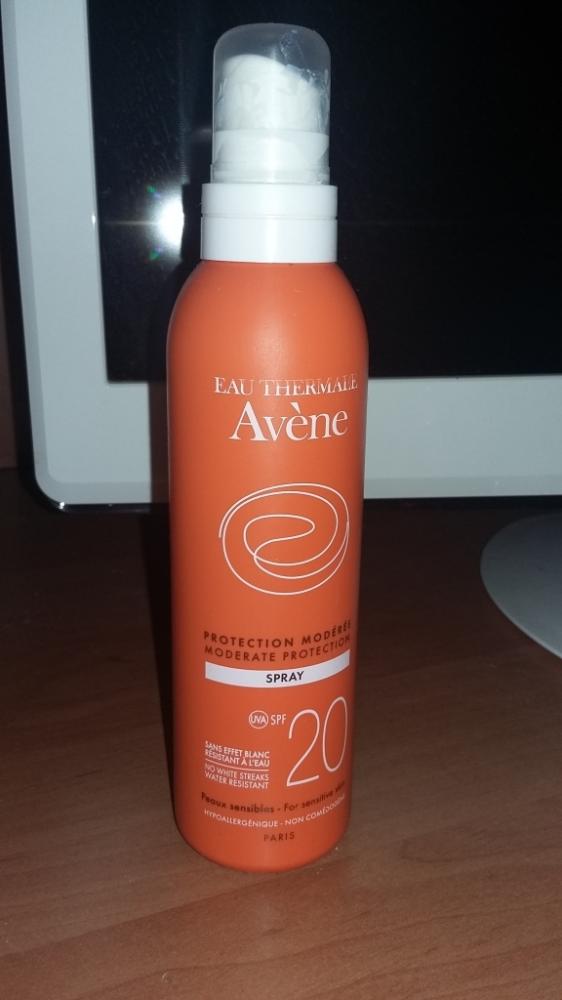 EAU THERMALE
Avène
PROTECTION MODÉRÉE
MODERATE PROTECTION
SPRAY
UVA SPF 20
SANS EFFET BLANC
RÉSISTANT À L'EAU
NO WHITE STREAKS
WATER RESISTANT
Peaux sensibles - For sensitive skin
HYPOALLERGÉNIQUE - NON COMÉDOGÈNE
PARIS